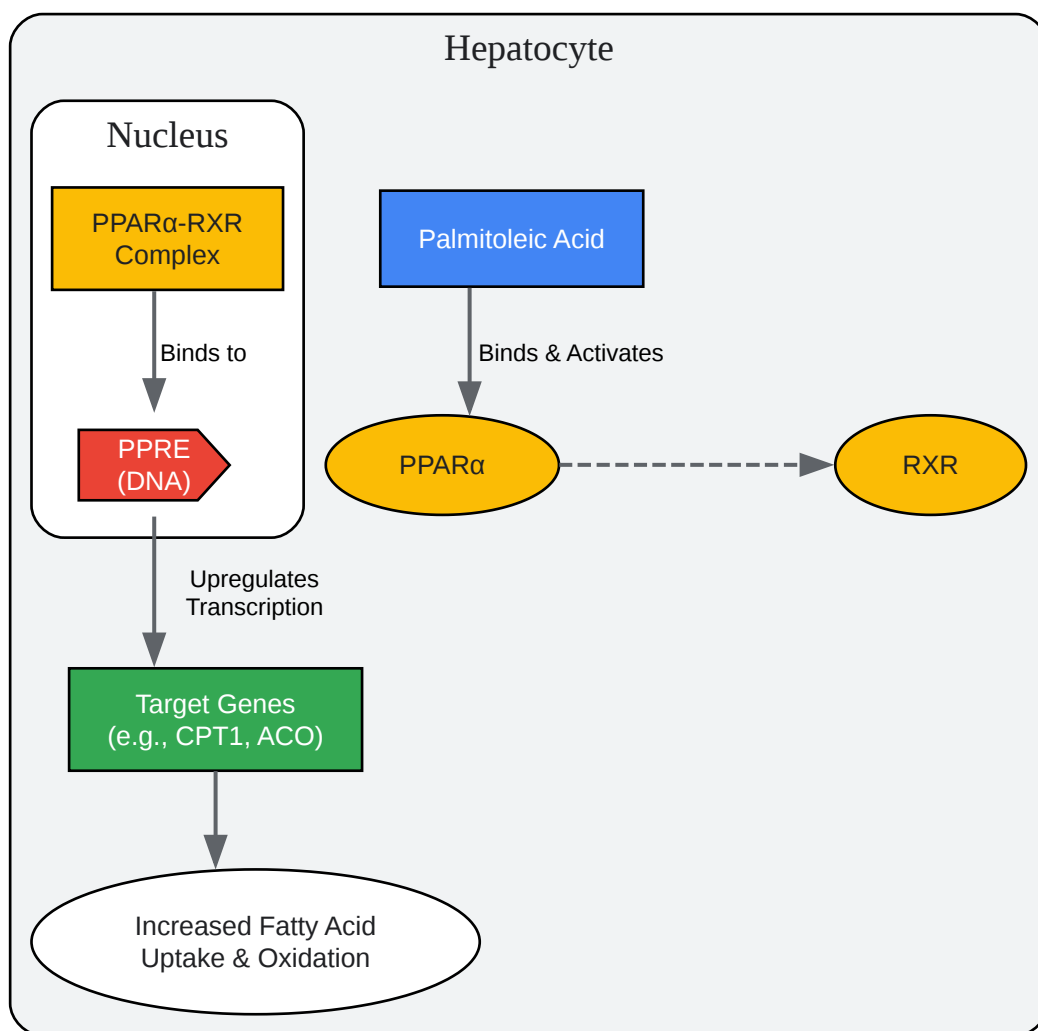 Hepatocyte
Nucleus
PPARα-RXR
Complex
Palmitoleic Acid
Binds to
Binds & Activates
PPRE
(DNA)
PPARα
RXR
Upregulates
Transcription
Target Genes
(e.g., CPT1, ACO)
Increased Fatty Acid
Uptake & Oxidation